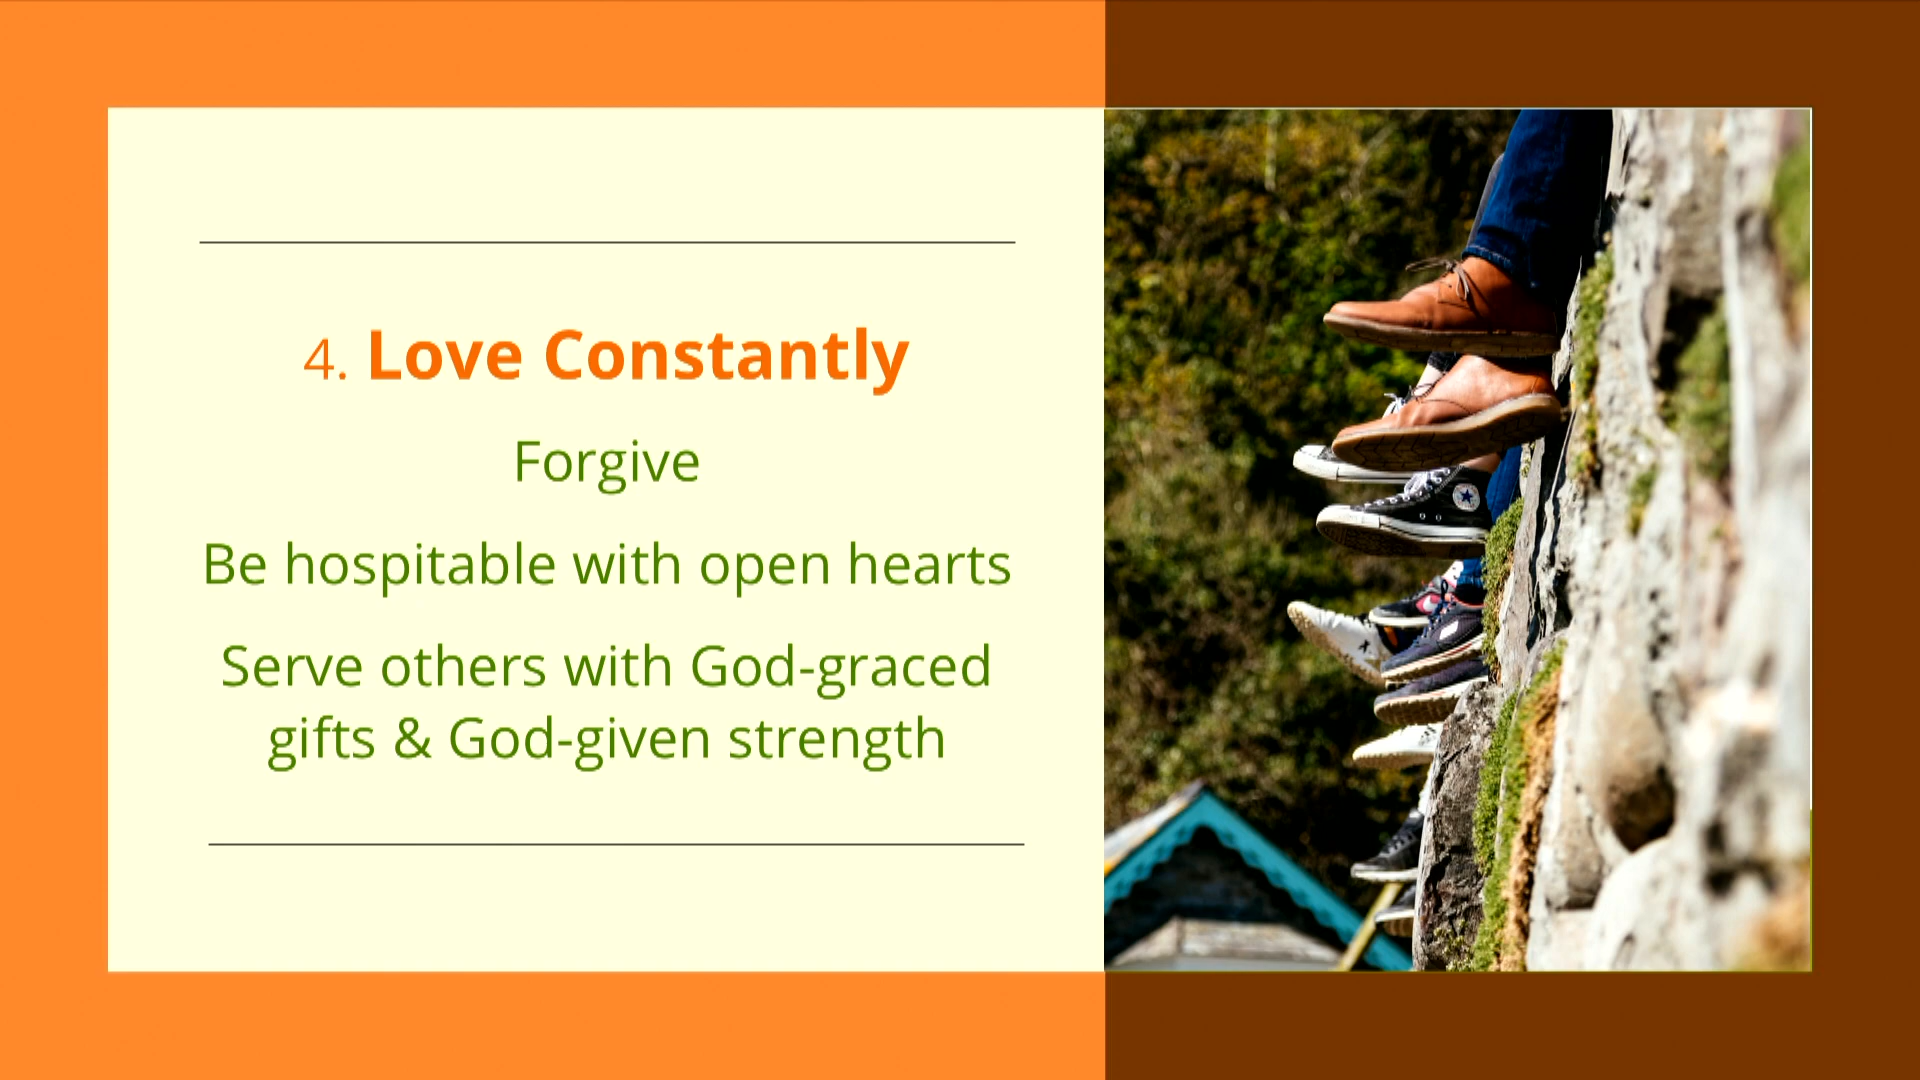 4. Love Constantly
Forgive
Be hospitable with open hearts
Serve others with God-graced
gifts & God-given strength